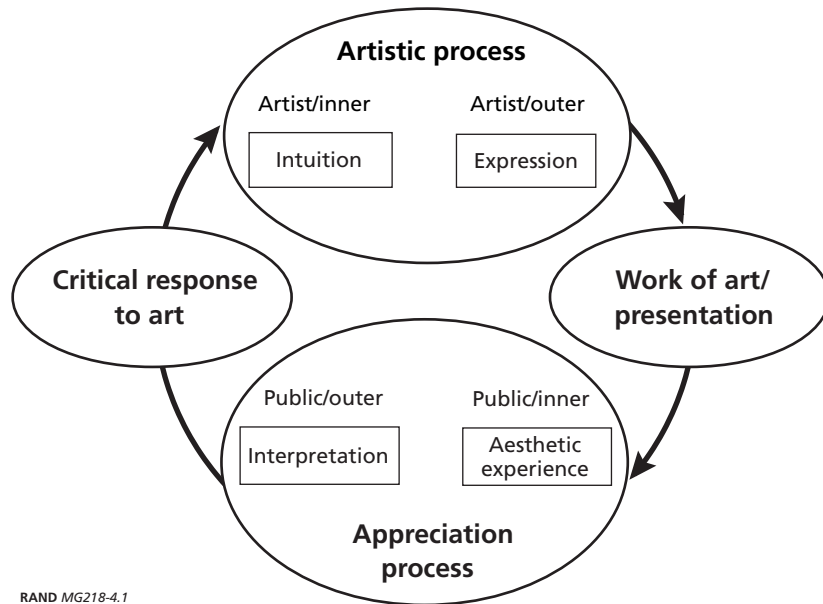 Artistic process
Artist/inner
Artist/outer
Intuition
Expression
Critical response
to art
Work of art/
presentation
Public/outer
Public/inner
Interpretation
Aesthetic
experience
Appreciation
process
RAND MG218-4.1